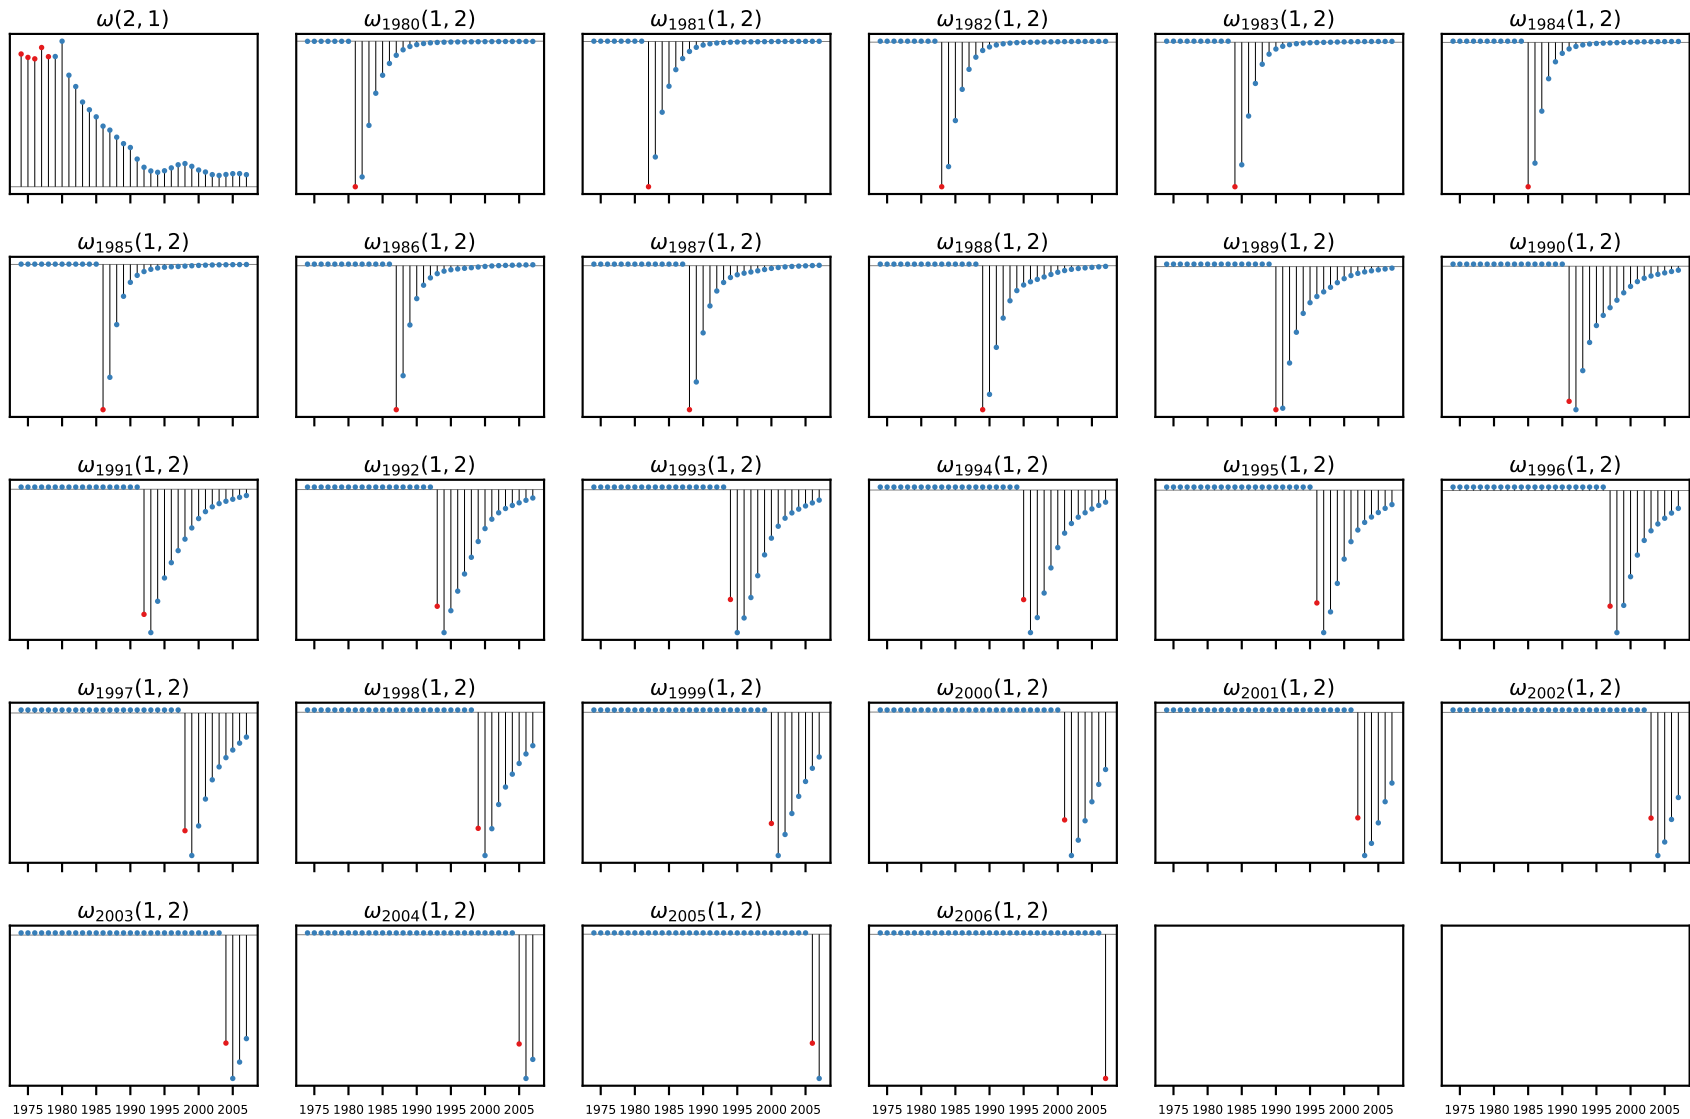 ω(2, 1) ω₁₉₈₀(1, 2) ω₁₉₈₁(1, 2) ω₁₉₈₂(1, 2) ω₁₉₈₃(1, 2) ω₁₉₈₄(1, 2)
ω₁₉₈₅(1, 2) ω₁₉₈₆(1, 2) ω₁₉₈₇(1, 2) ω₁₉₈₈(1, 2) ω₁₉₈₉(1, 2) ω₁₉₉₀(1, 2)
ω₁₉₉₁(1, 2) ω₁₉₉₂(1, 2) ω₁₉₉₃(1, 2) ω₁₉₉₄(1, 2) ω₁₉₉₅(1, 2) ω₁₉₉₆(1, 2)
ω₁₉₉₇(1, 2) ω₁₉₉₈(1, 2) ω₁₉₉₉(1, 2) ω₂₀₀₀(1, 2) ω₂₀₀₁(1, 2) ω₂₀₀₂(1, 2)
ω₂₀₀₃(1, 2) ω₂₀₀₄(1, 2) ω₂₀₀₅(1, 2) ω₂₀₀₆(1, 2)
1975 1980 1985 1990 1995 2000 2005 1975 1980 1985 1990 1995 2000 2005 1975 1980 1985 1990 1995 2000 2005 1975 1980 1985 1990 1995 2000 2005 1975 1980 1985 1990 1995 2000 2005 1975 1980 1985 1990 1995 2000 2005